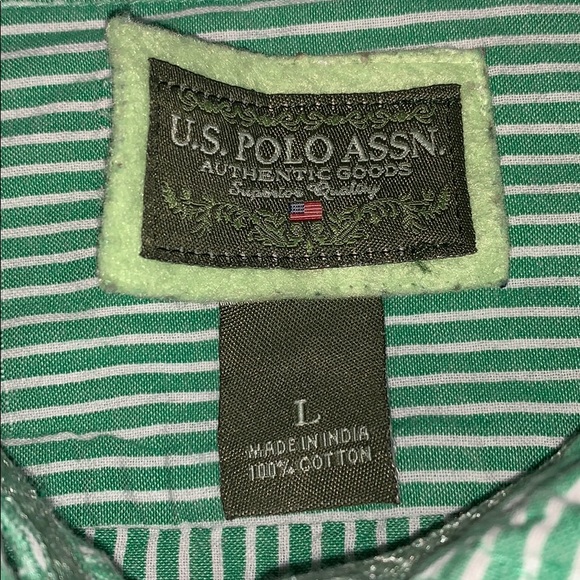 U.S. POLO ASSN.
AUTHENTIC GOODS
Superior Quality
L
MADE IN INDIA
100% COTTON